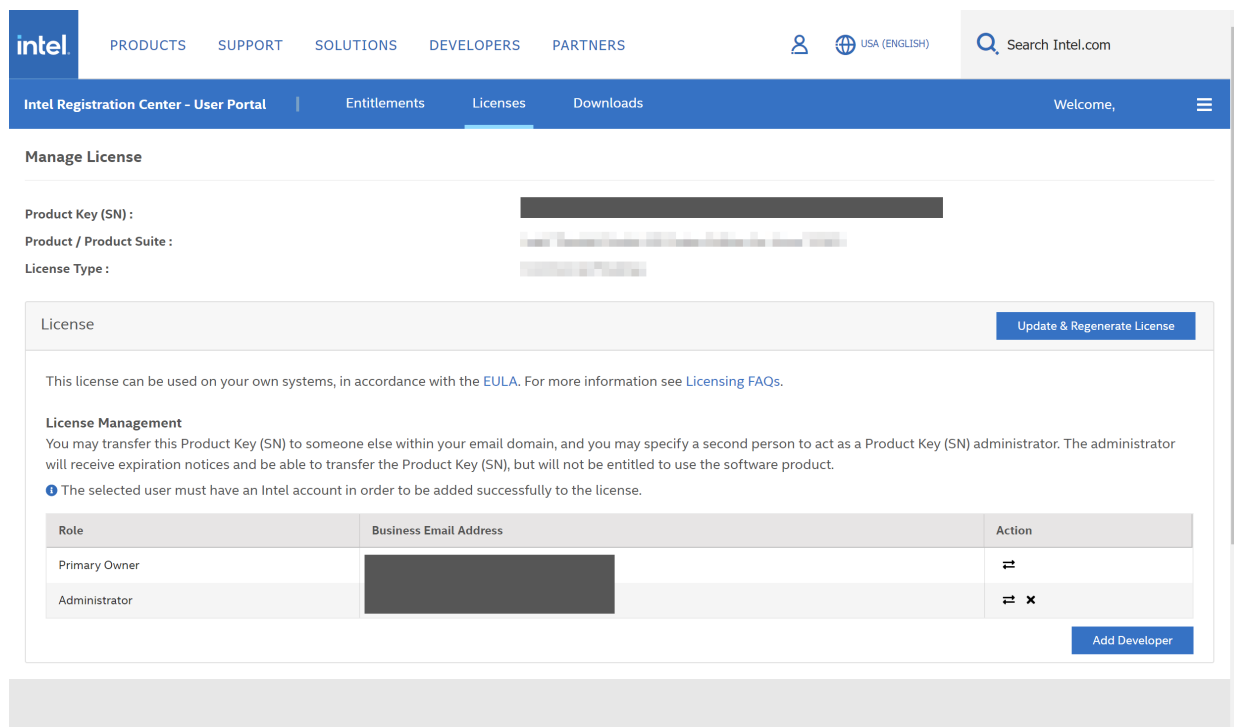 intel.
PRODUCTS SUPPORT SOLUTIONS DEVELOPERS PARTNERS USA (ENGLISH) Search Intel.com
Intel Registration Center - User Portal | Entitlements Licenses Downloads Welcome,
Manage License
Product Key (SN) :
Product / Product Suite :
License Type :
License Update & Regenerate License
This license can be used on your own systems, in accordance with the EULA. For more information see Licensing FAQs.
License Management
You may transfer this Product Key (SN) to someone else within your email domain, and you may specify a second person to act as a Product Key (SN) administrator. The administrator
will receive expiration notices and be able to transfer the Product Key (SN), but will not be entitled to use the software product.
The selected user must have an Intel account in order to be added successfully to the license.
Role Business Email Address Action
Primary Owner
Administrator
Add Developer